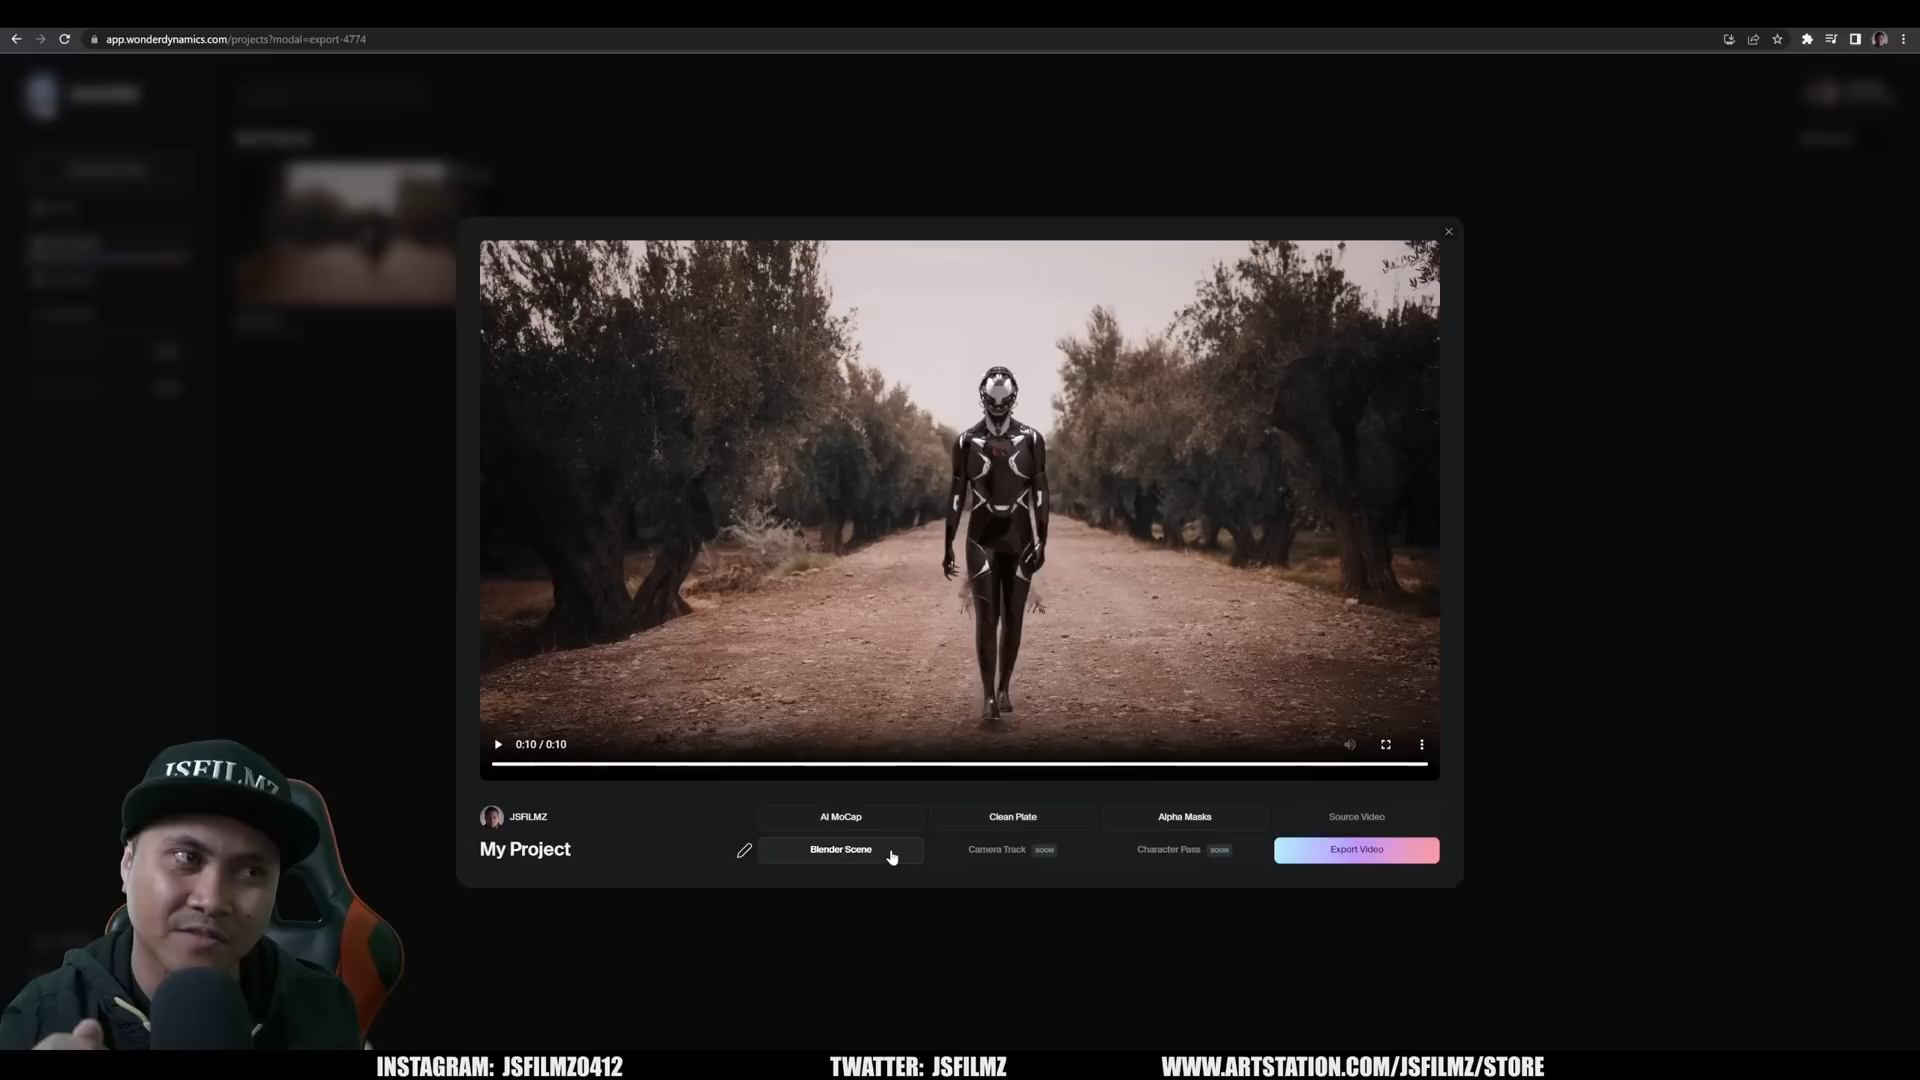 app.wonderdynamics.com/projects?modal=export-4774
0:10 / 0:10
JSFILMZ
AI MoCap
Clean Plate
Alpha Masks
Source Video
My Project
Blender Scene
Camera Track SOON
Character Pass SOON
Export Video
JSFILMZ
INSTAGRAM: JSFILMZ0412
TWATTER: JSFILMZ
WWW.ARTSTATION.COM/JSFILMZ/STORE